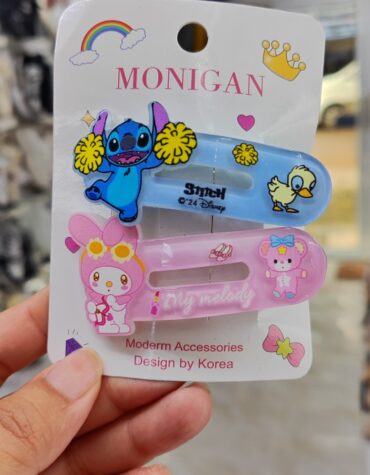 MONIGAN
Stitch
©'24 Disney
My melody
Moderm Accessories
Design by Korea